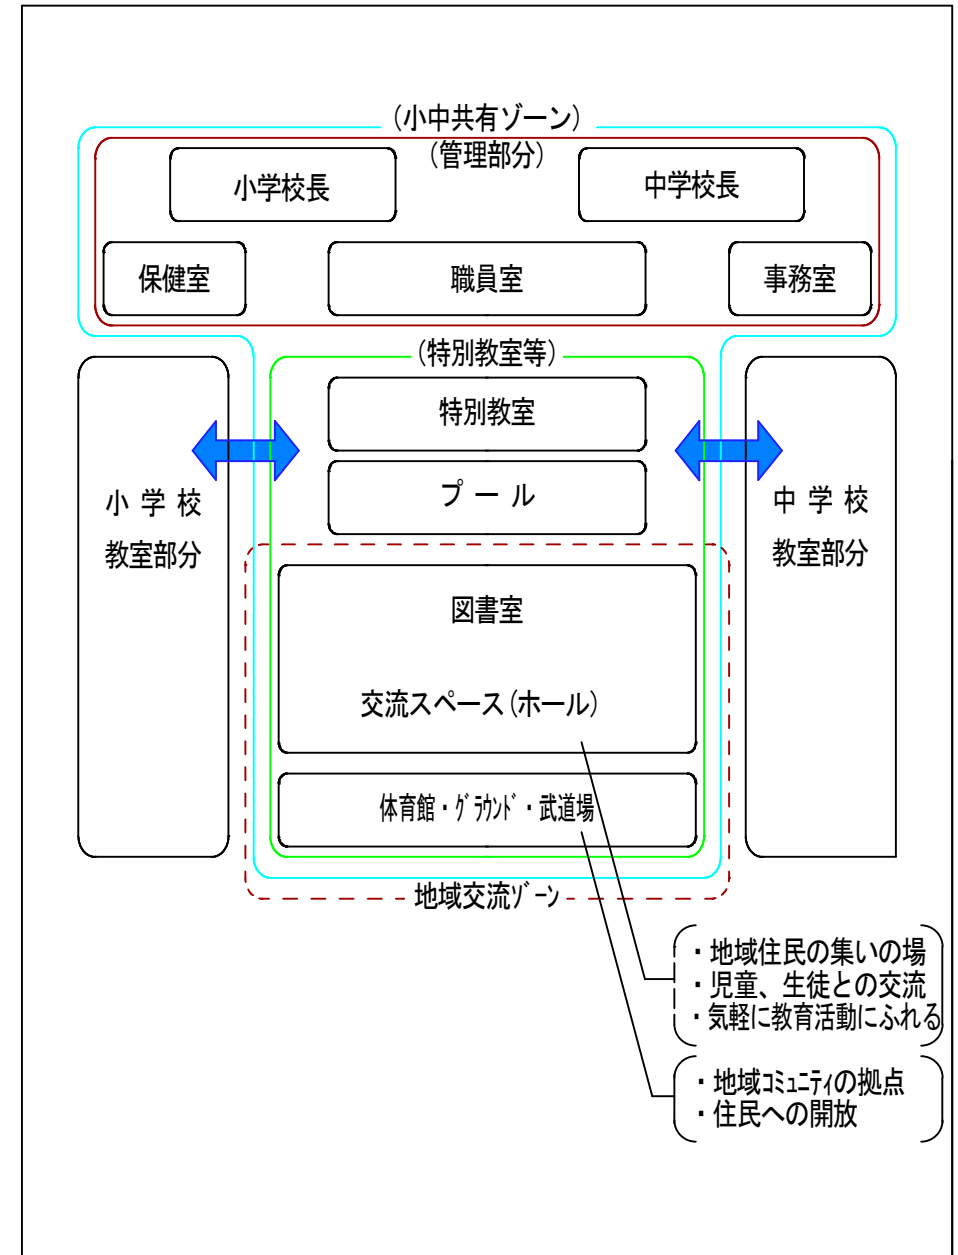 (小中共有ゾーン)
(管理部分)
小学校長
中学校長
保健室
職員室
事務室
(特別教室等)
特別教室
プール
小学校
教室部分
中学校
教室部分
図書室
交流スペース(ホール)
体育館・グラウンド・武道場
地域交流ゾーン
・地域住民の集いの場
・児童、生徒との交流
・気軽に教育活動にふれる
・地域コミュニティの拠点
・住民への開放